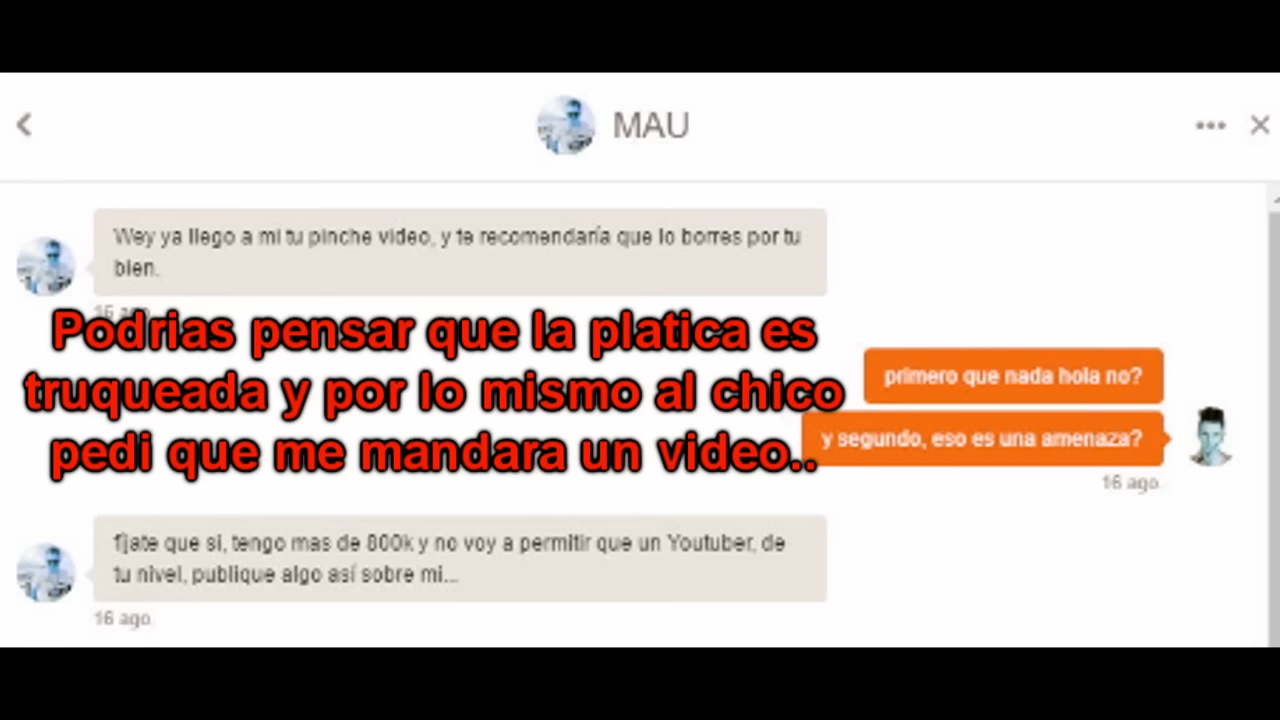 MAU
Wey ya llego a mi tu pinche video, y te recomendaría que lo borres por tu
bien.
16 ago.
Podrias pensar que la platica es
truqueada y por lo mismo al chico
pedi que me mandara un video..
primero que nada hola no?
y segundo, eso es una amenaza?
16 ago.
fijate que si, tengo mas de 800k y no voy a permitir que un Youtuber, de
tu nivel, publique algo así sobre mi...
16 ago.